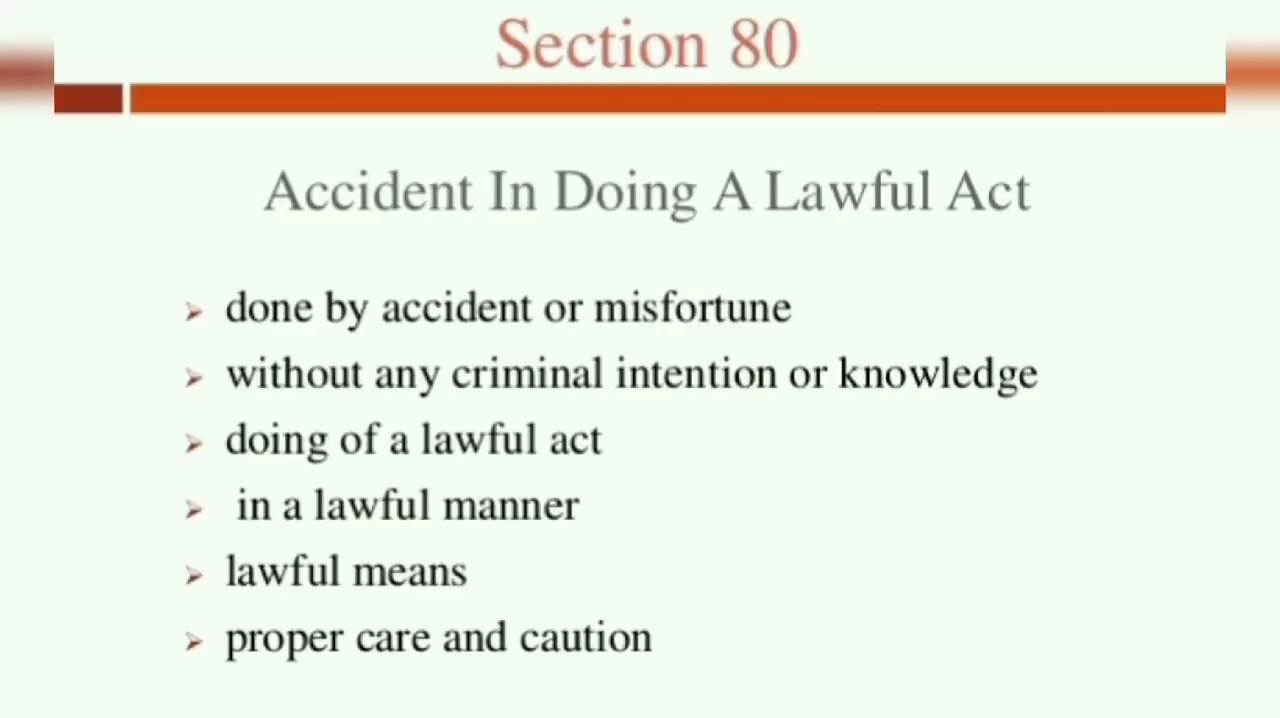 Section 80
Accident In Doing A Lawful Act
done by accident or misfortune
without any criminal intention or knowledge
doing of a lawful act
in a lawful manner
lawful means
proper care and caution